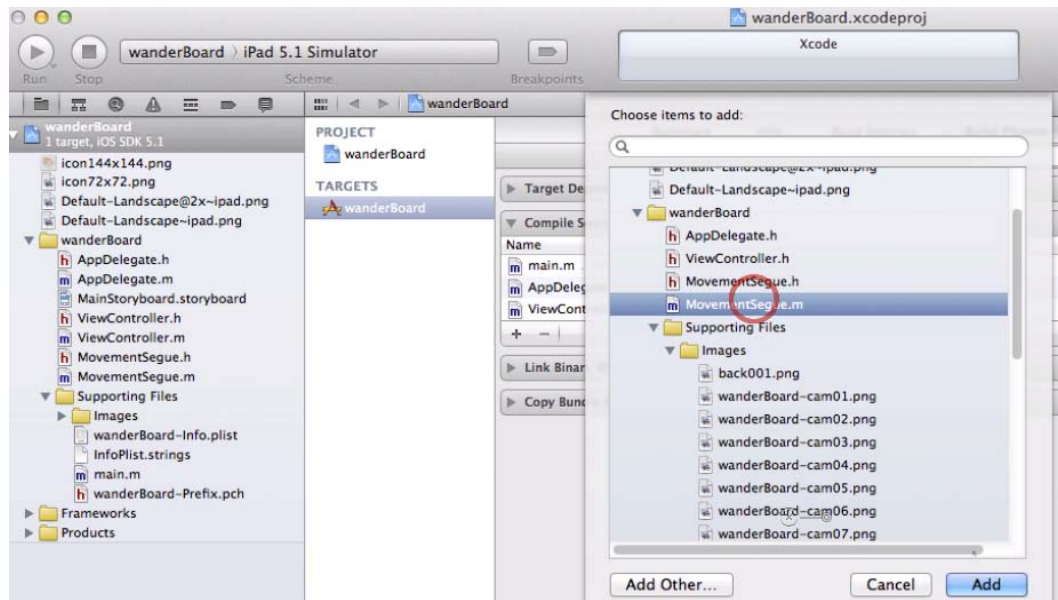 wanderBoard.xcodeproj
wanderBoard › iPad 5.1 Simulator
Xcode
Run Stop Scheme Breakpoints
wanderBoard
1 target, iOS SDK 5.1
icon144x144.png
icon72x72.png
Default-Landscape@2x~ipad.png
Default-Landscape~ipad.png
wanderBoard
h AppDelegate.h
m AppDelegate.m
MainStoryboard.storyboard
h ViewController.h
m ViewController.m
h MovementSegue.h
m MovementSegue.m
Supporting Files
Images
wanderBoard-Info.plist
InfoPlist.strings
m main.m
h wanderBoard-Prefix.pch
Frameworks
Products
wanderBoard
PROJECT
wanderBoard
TARGETS
wanderBoard
Target De
Compile S
Name
m main.m
m AppDeleg
m ViewCont
+ −
Link Binar
Copy Bund
Choose items to add:
Default-Landscape@2x~ipad.png
Default-Landscape~ipad.png
wanderBoard
h AppDelegate.h
h ViewController.h
h MovementSegue.h
m MovementSegue.m
Supporting Files
Images
back001.png
wanderBoard-cam01.png
wanderBoard-cam02.png
wanderBoard-cam03.png
wanderBoard-cam04.png
wanderBoard-cam05.png
wanderBoard-cam06.png
wanderBoard-cam07.png
Add Other... Cancel Add